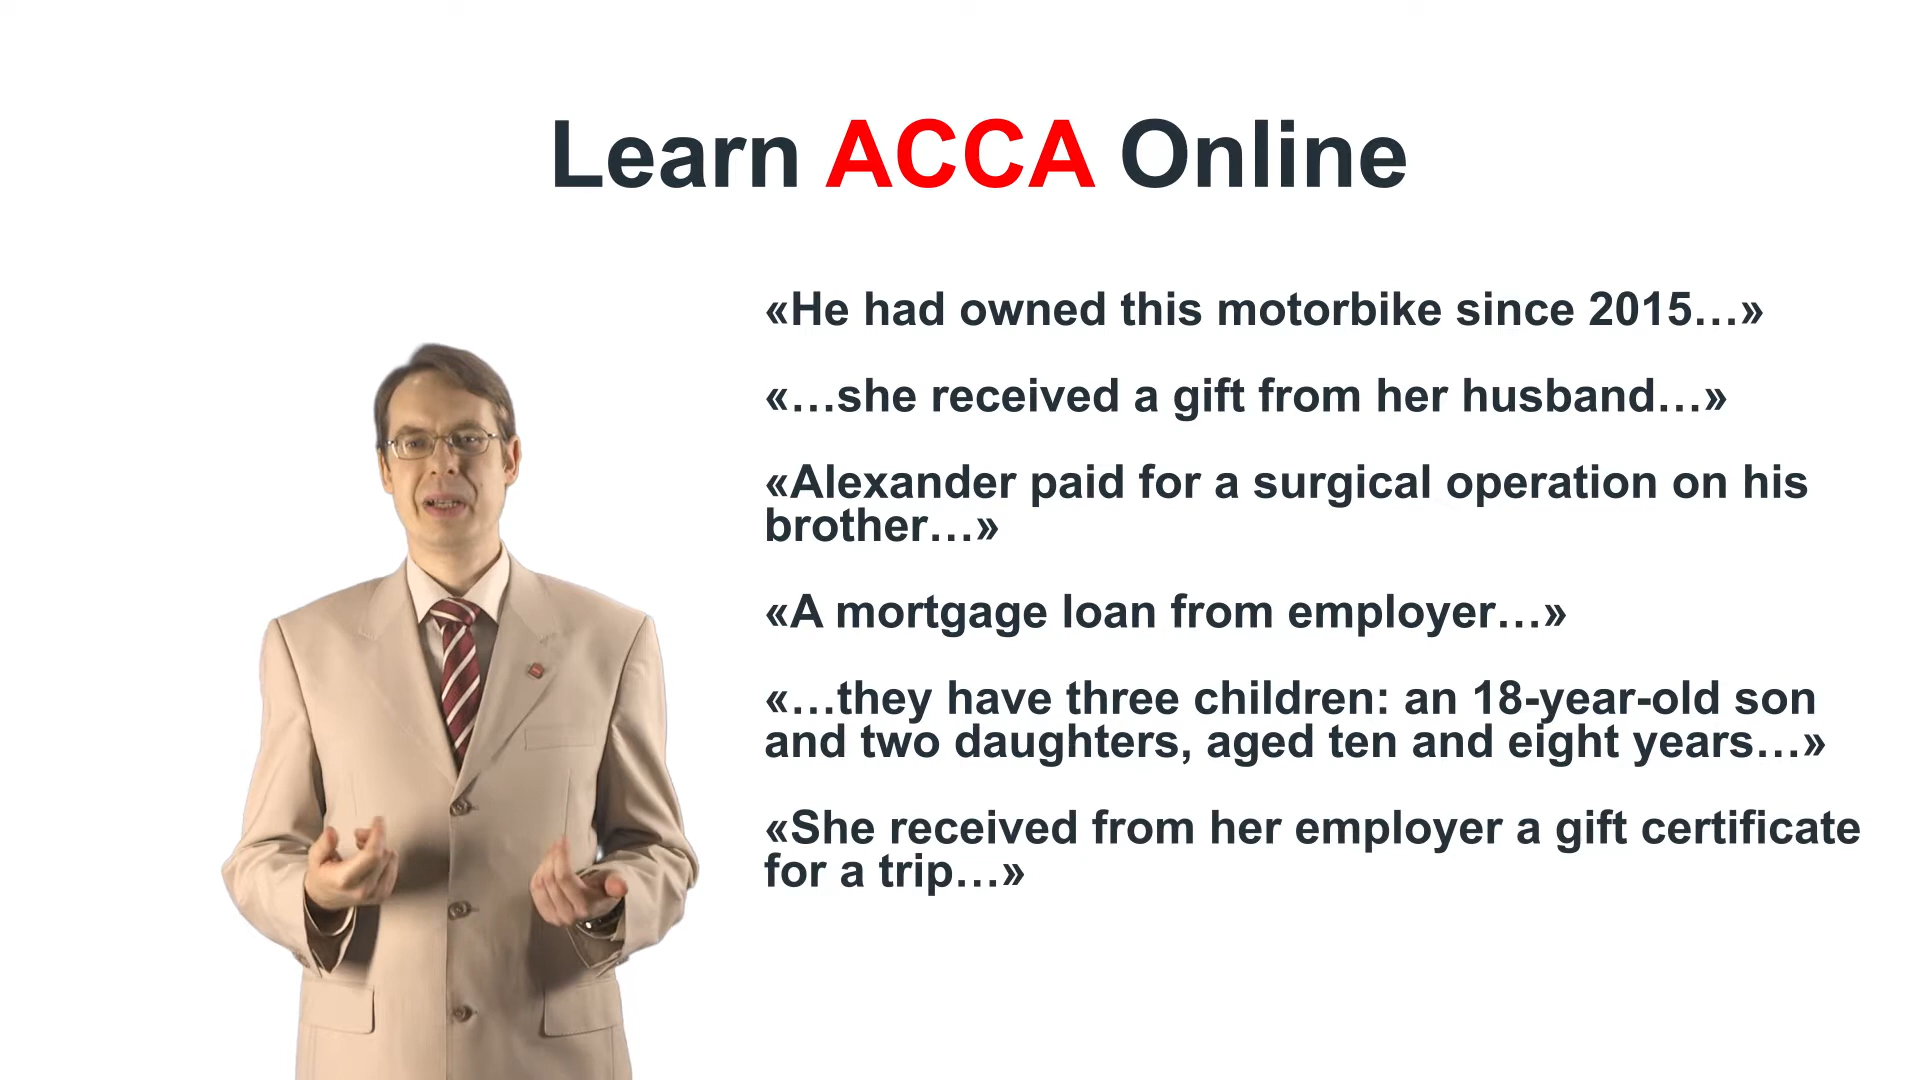 Learn ACCA Online
«He had owned this motorbike since 2015…»
«…she received a gift from her husband…»
«Alexander paid for a surgical operation on his
brother…»
«A mortgage loan from employer…»
«…they have three children: an 18-year-old son
and two daughters, aged ten and eight years…»
«She received from her employer a gift certificate
for a trip…»